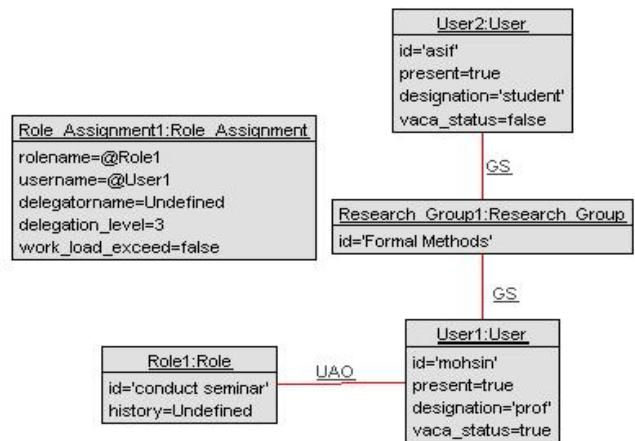 User2:User
id='asif'
present=true
designation='student'
vaca_status=false
Role_Assignment1:Role_Assignment
rolename=@Role1
username=@User1
delegatorname=Undefined
delegation_level=3
work_load_exceed=false
GS
Research_Group1:Research_Group
id='Formal Methods'
GS
User1:User
id='mohsin'
present=true
designation='prof'
vaca_status=true
UAO
Role1:Role
id='conduct seminar'
history=Undefined